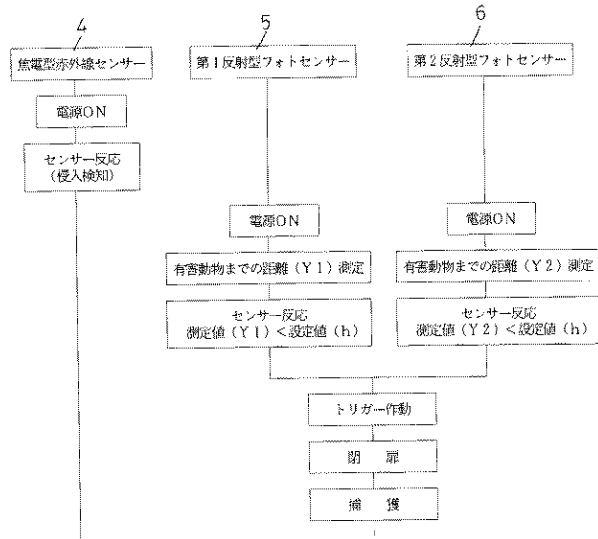 4
焦電型赤外線センサー
電源ON
センサー反応
(侵入検知)
5
第1反射型フォトセンサー
電源ON
有害動物までの距離(Y1)測定
センサー反応
測定値(Y1)<設定値(h)
6
第2反射型フォトセンサー
電源ON
有害動物までの距離(Y2)測定
センサー反応
測定値(Y2)<設定値(h)
トリガー作動
閉 扉
捕 獲